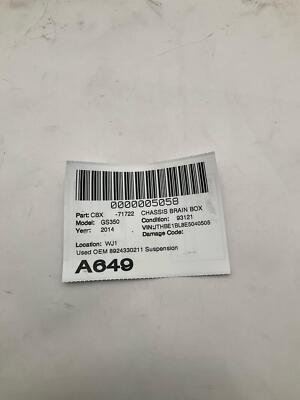 0000005058
Part: CBX -71722 CHASSIS BRAIN BOX
Model: GS350 Condition: 93121
Year: 2014 VIN:JTHBE1BL8E5040505
Damage Code:
Location: WJ1
Used OEM 8924330211 Suspension
A649